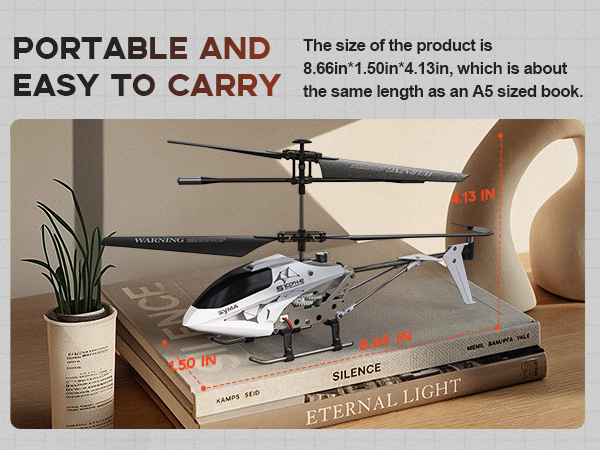 PORTABLE AND
EASY TO CARRY
The size of the product is
8.66in*1.50in*4.13in, which is about
the same length as an A5 sized book.
4.13 IN
WARNING
SYMA
8.66 IN
1.50 IN
SILENCE
KAMPS SEID
MENIL
YALE
ETERNAL LIGHT